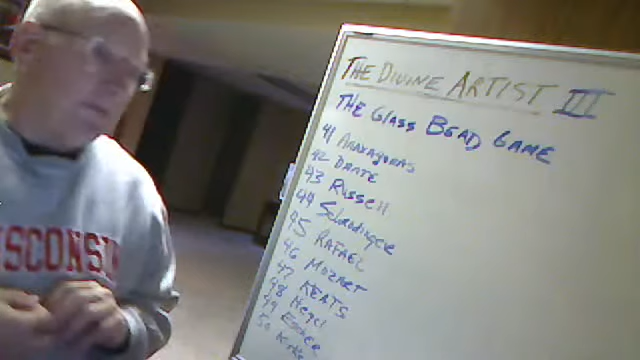 WISCONSIN
THE DIVINE ARTIST III
THE GLASS BEAD GAME
41 ANAXAGORAS
42 DANTE
43 RUSSELL
44 Schrodinger
45 RAFAEL
46 MOZART
47 KEATS
48 Hegel
49 Escher
50